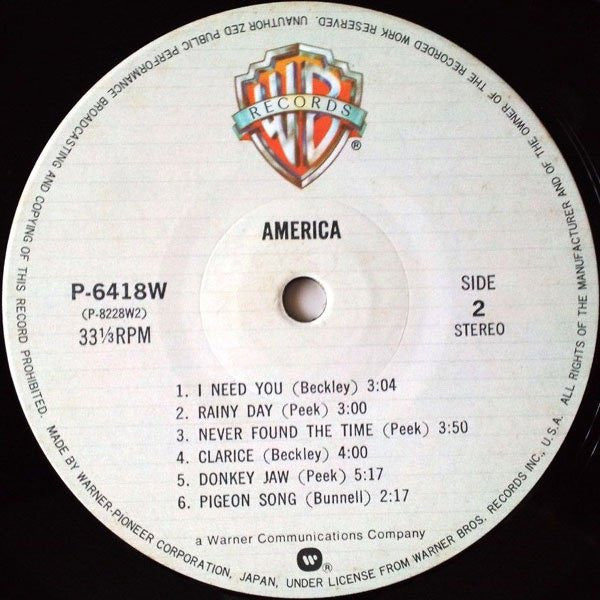 UNAUTHORIZED PUBLIC PERFORMANCE BROADCASTING AND COPYING OF THIS RECORD PROHIBITED. MADE BY WARNER-PIONEER CORPORATION, JAPAN, UNDER LICENSE FROM WARNER BROS. RECORDS INC., U.S.A. ALL RIGHTS OF THE MANUFACTURER AND OF THE OWNER OF THE RECORDED WORK RESERVED.
WB
RECORDS
®
AMERICA
P-6418W
(P-8228W2)
33⅓RPM
SIDE
2
STEREO
1. I NEED YOU (Beckley) 3:04
2. RAINY DAY (Peek) 3:00
3. NEVER FOUND THE TIME (Peek) 3:50
4. CLARICE (Beckley) 4:00
5. DONKEY JAW (Peek) 5:17
6. PIGEON SONG (Bunnell) 2:17
a Warner Communications Company
®